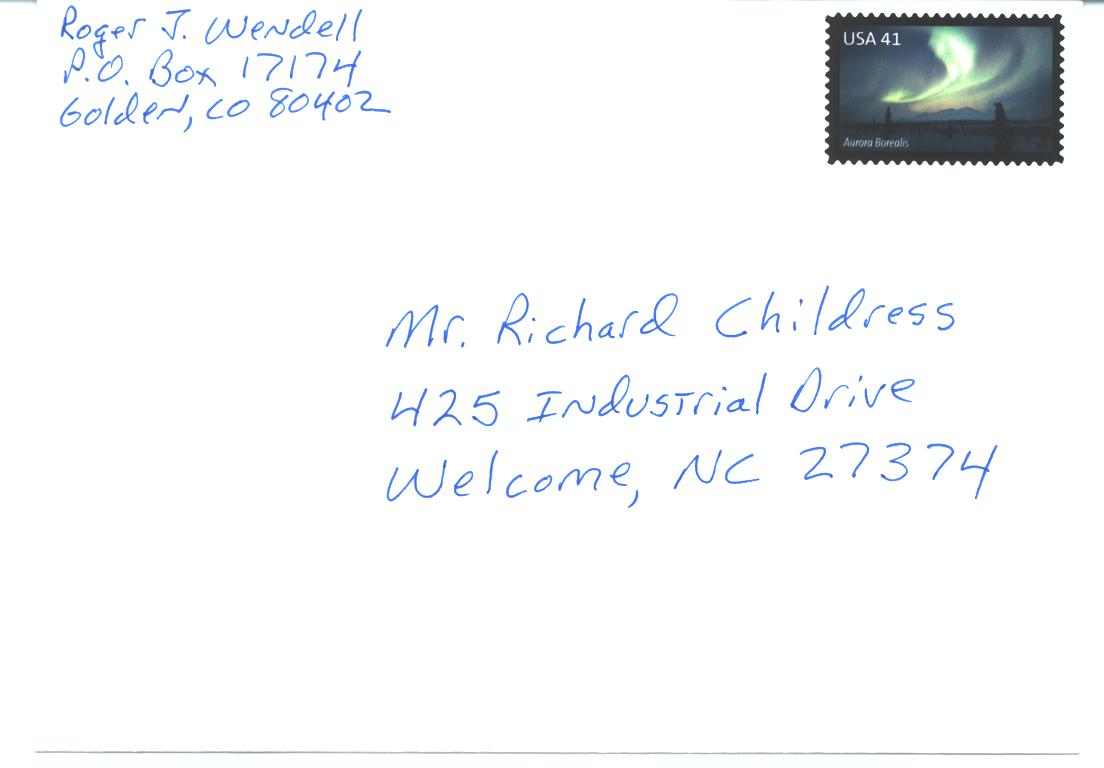 Roger J. Wendell
P.O. Box 17174
Golden, CO 80402
USA 41
Aurora Borealis
Mr. Richard Childress
425 Industrial Drive
Welcome, NC 27374